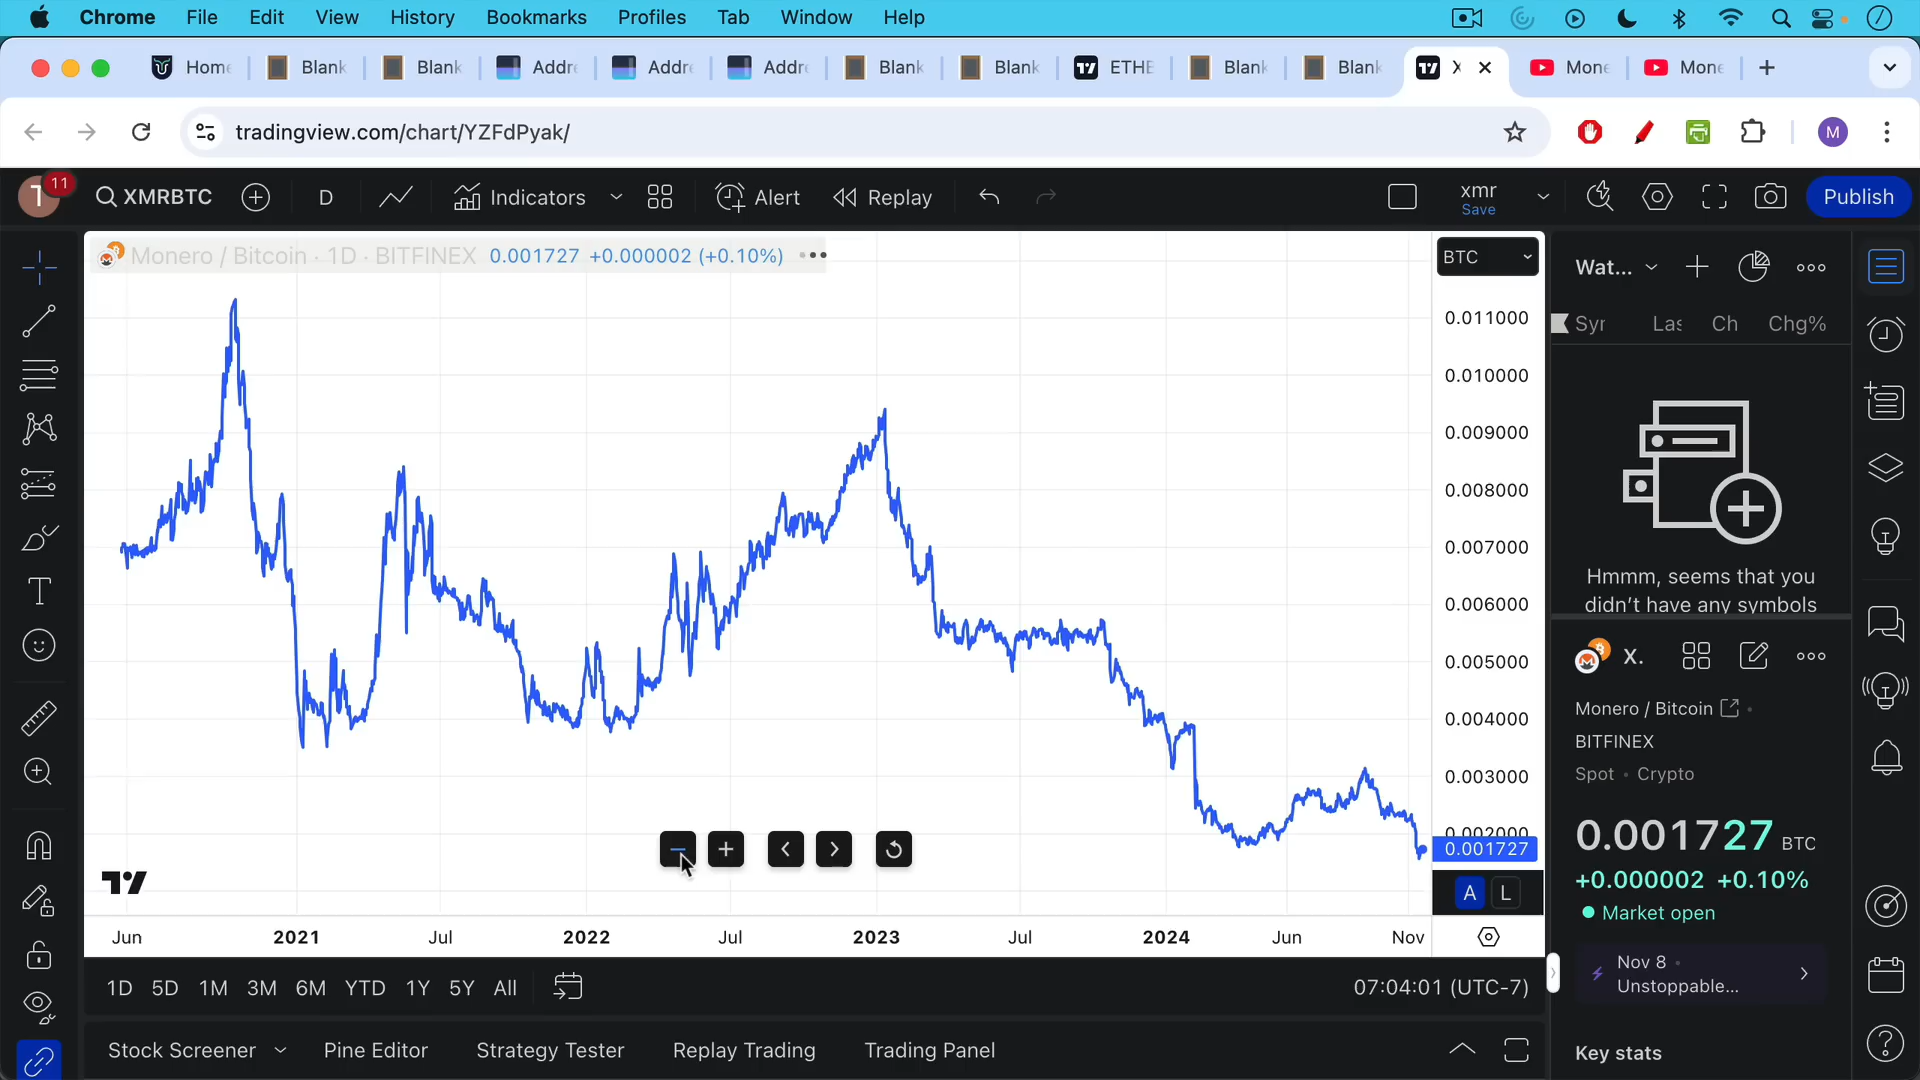 Chrome File Edit View History Bookmarks Profiles Tab Window Help
Home Blank Blank Addre Addre Addre Blank Blank ETHE Blank Blank X Mone Mone
tradingview.com/chart/YZFdPyak/ M
T 11 XMRBTC D Indicators Alert Replay xmr Save Publish
Monero / Bitcoin · 1D · BITFINEX 0.001727 +0.000002 (+0.10%)
BTC
0.011000
0.010000
0.009000
0.008000
0.007000
0.006000
0.005000
0.004000
0.003000
0.002000
0.001727
A L
Jun 2021 Jul 2022 Jul 2023 Jul 2024 Jun Nov
1D 5D 1M 3M 6M YTD 1Y 5Y All 07:04:01 (UTC-7)
Stock Screener Pine Editor Strategy Tester Replay Trading Trading Panel
Wat...
Syr Las Ch Chg%
Hmmm, seems that you
didn't have any symbols
X.
Monero / Bitcoin
BITFINEX
Spot • Crypto
0.001727 BTC
+0.000002 +0.10%
Market open
Nov 8 •
Unstoppable...
Key stats